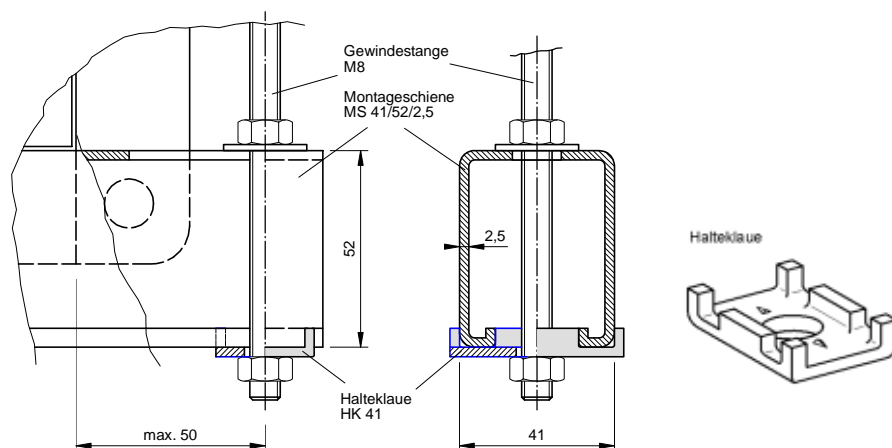 Gewindestange
M8
Montageschiene
MS 41/52/2,5
52
2,5
Halteklaue
Halteklaue
HK 41
max. 50
41